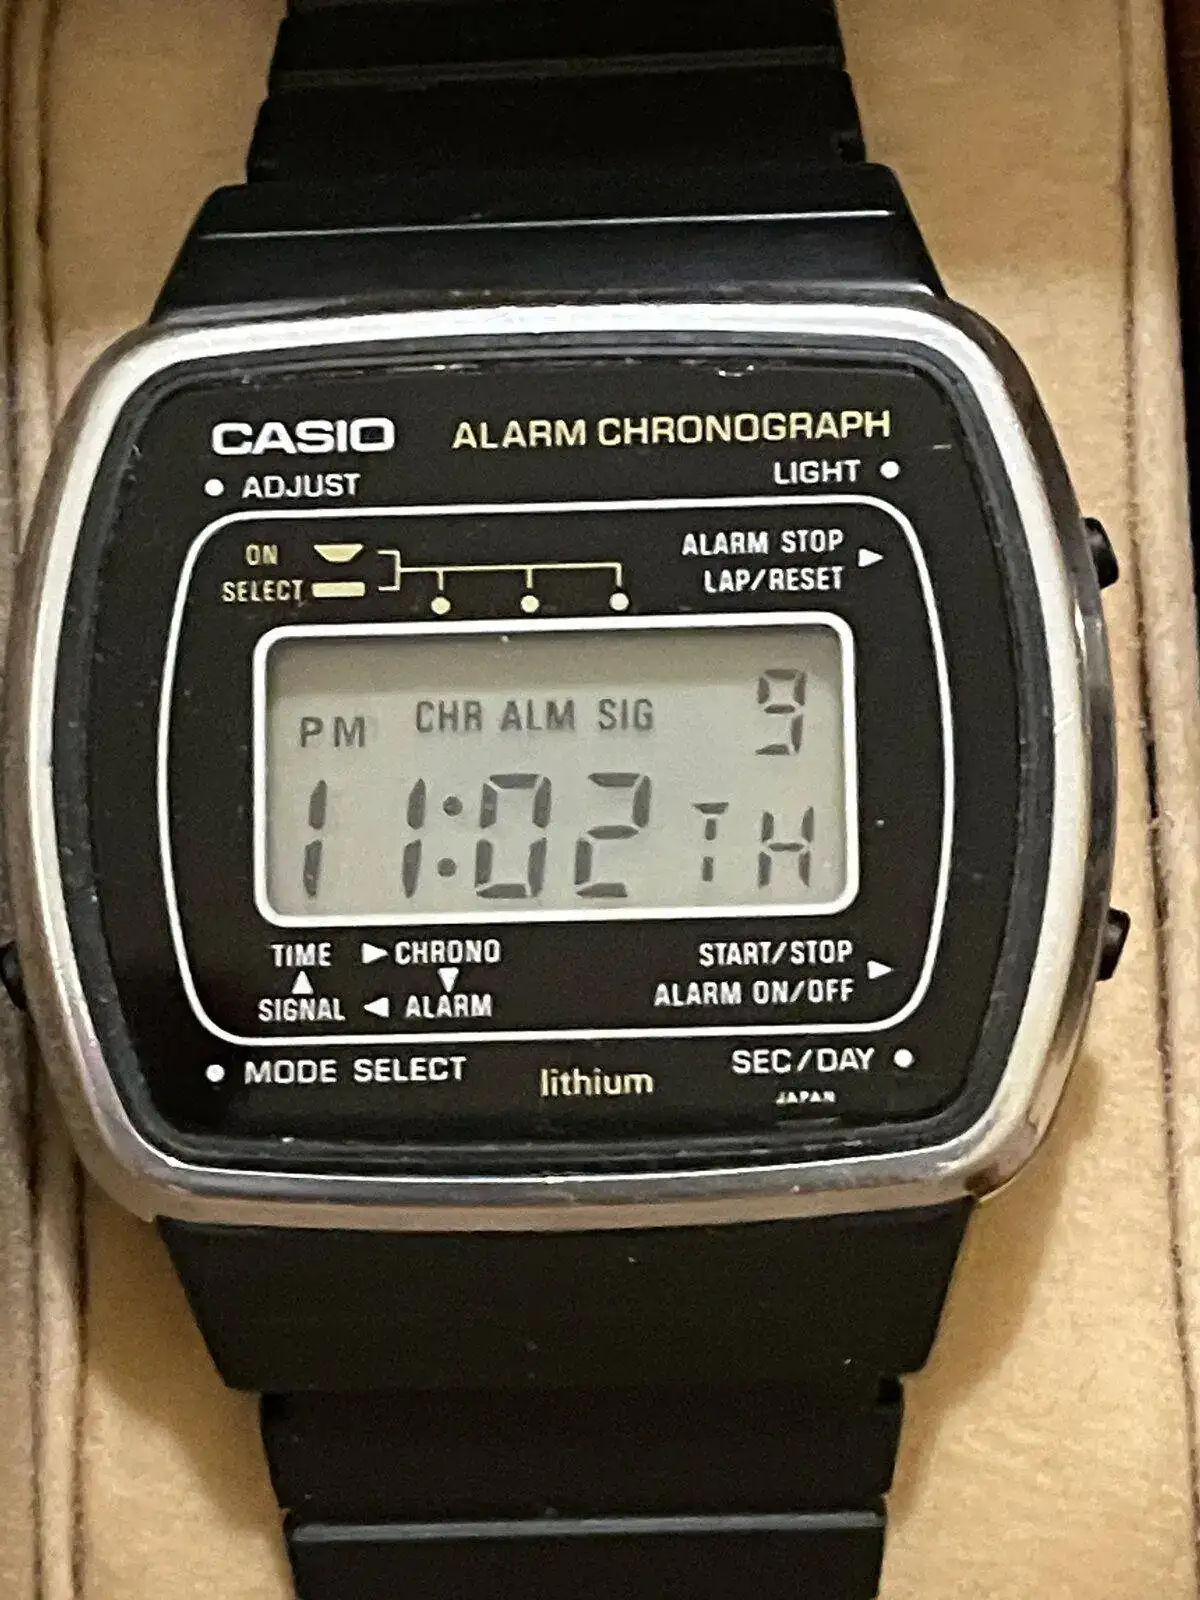 CASIO ALARM CHRONOGRAPH
ADJUST LIGHT
ON ALARM STOP
SELECT LAP/RESET
PM CHR ALM SIG 9
11:02 TH
TIME CHRONO START/STOP
SIGNAL ALARM ALARM ON/OFF
MODE SELECT lithium SEC/DAY
JAPAN